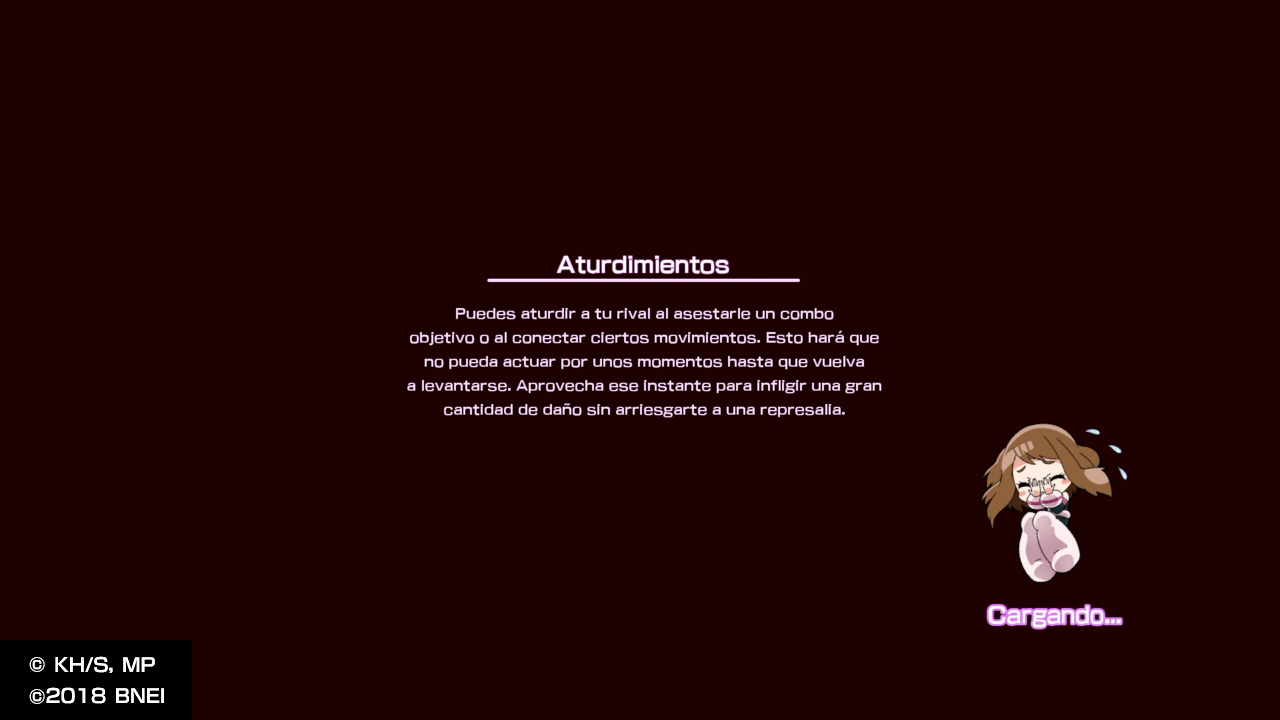 Aturdimientos
Puedes aturdir a tu rival al asestarle un combo
objetivo o al conectar ciertos movimientos. Esto hará que
no pueda actuar por unos momentos hasta que vuelva
a levantarse. Aprovecha ese instante para infligir una gran
cantidad de daño sin arriesgarte a una represalia.
Cargando...
© KH/S, MP
©2018 BNEI